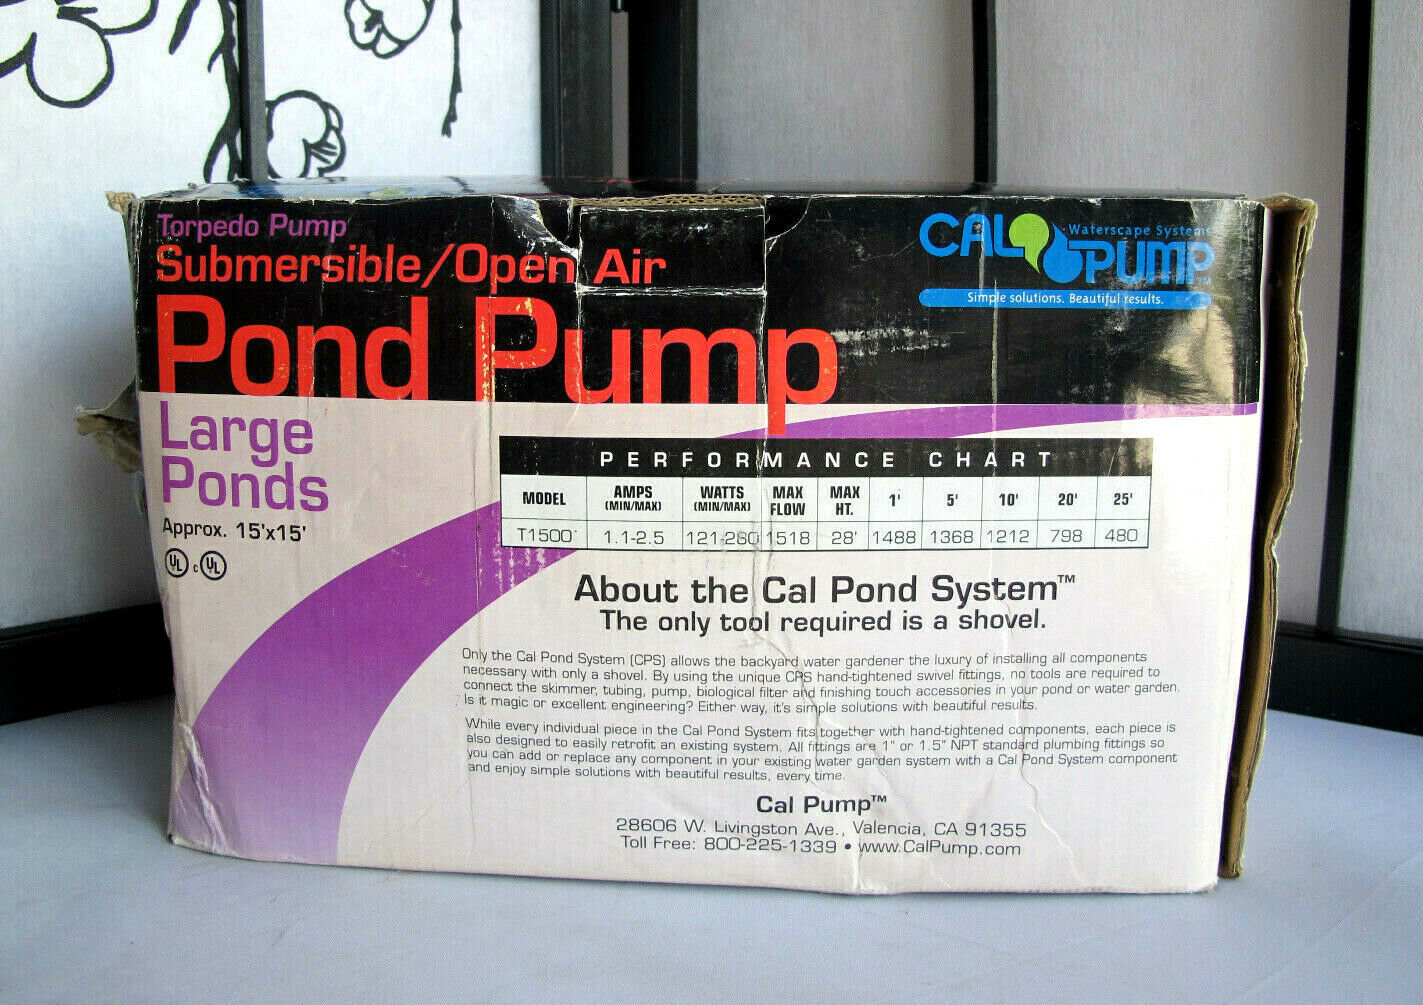 Torpedo Pump
Submersible/Open Air
Pond Pump
CAL PUMP
Waterscape Systems
Simple solutions. Beautiful results.
Large
Ponds
Approx. 15'x15'
UL c UL
PERFORMANCE CHART
MODEL AMPS (MIN/MAX) WATTS (MIN/MAX) MAX FLOW MAX HT. 1' 5' 10' 20' 25'
T1500 1.1-2.5 121-280 1518 28' 1488 1368 1212 798 480
About the Cal Pond System™
The only tool required is a shovel.
Only the Cal Pond System (CPS) allows the backyard water gardener the luxury of installing all components
necessary with only a shovel. By using the unique CPS hand-tightened swivel fittings, no tools are required to
connect the skimmer, tubing, pump, biological filter and finishing touch accessories in your pond or water garden.
Is it magic or excellent engineering? Either way, it's simple solutions with beautiful results.
While every individual piece in the Cal Pond System fits together with hand-tightened components, each piece is
also designed to easily retrofit an existing system. All fittings are 1" or 1.5" NPT standard plumbing fittings so
you can add or replace any component in your existing water garden system with a Cal Pond System component
and enjoy simple solutions with beautiful results, every time.
Cal Pump™
28606 W. Livingston Ave., Valencia, CA 91355
Toll Free: 800-225-1339 • www.CalPump.com